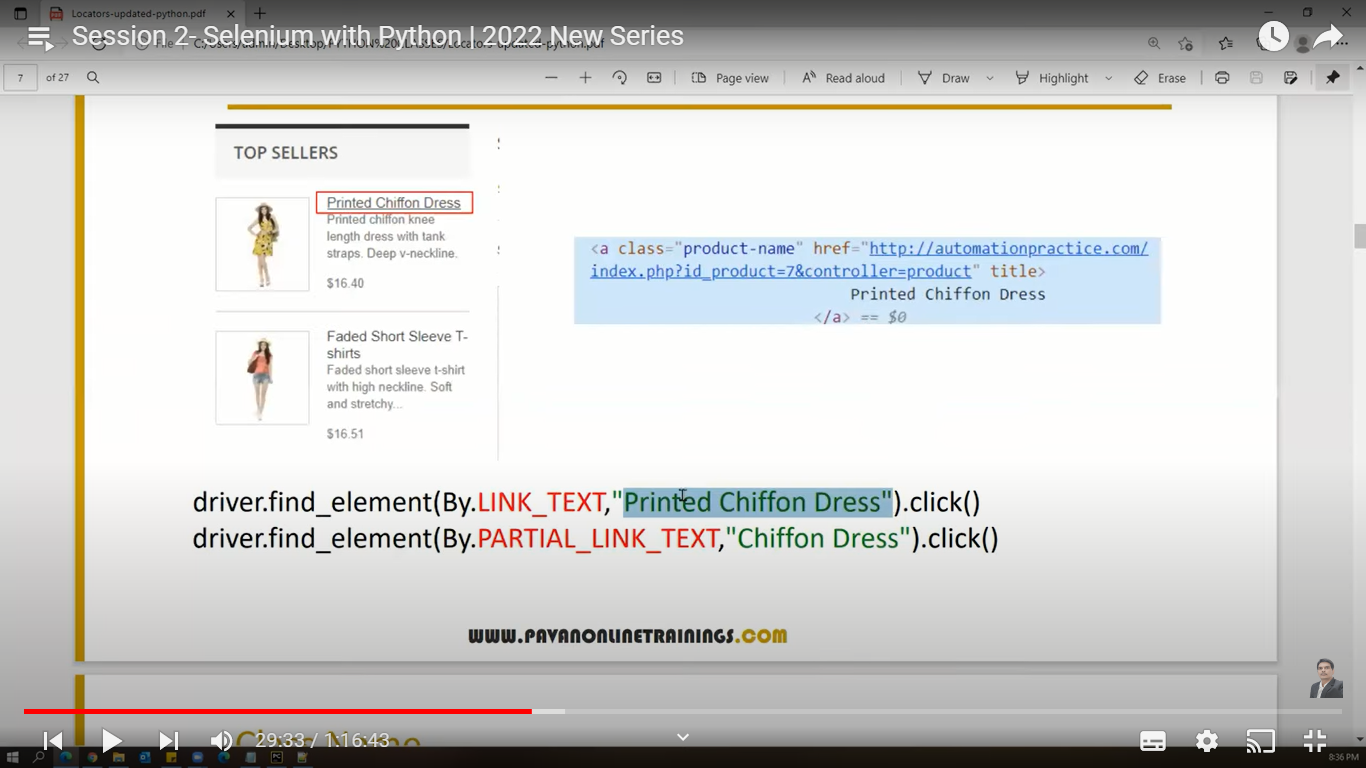 Locators-updated-python.pdf
Session 2- Selenium with Python | 2022 New Series
7 of 27
Page view
Read aloud
Draw
Highlight
Erase
TOP SELLERS
Printed Chiffon Dress
Printed chiffon knee
length dress with tank
straps. Deep v-neckline.
$16.40
Faded Short Sleeve T-
shirts
Faded short sleeve t-shirt
with high neckline. Soft
and stretchy...
$16.51
<a class="product-name" href="http://automationpractice.com/
index.php?id_product=7&controller=product" title>
Printed Chiffon Dress
</a> == $0
driver.find_element(By.LINK_TEXT,"Printed Chiffon Dress").click()
driver.find_element(By.PARTIAL_LINK_TEXT,"Chiffon Dress").click()
WWW.PAVANONLINETRAININGS.COM
Class Name
29:33 / 1:16:43
8:36 PM